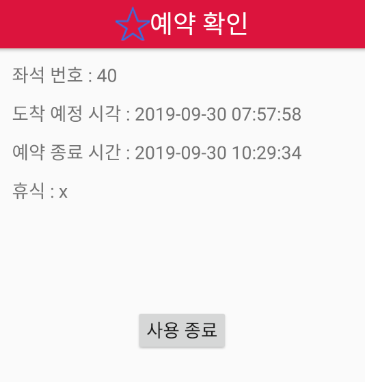 예약 확인
좌석 번호 : 40
도착 예정 시각 : 2019-09-30 07:57:58
예약 종료 시간 : 2019-09-30 10:29:34
휴식 : x
사용 종료